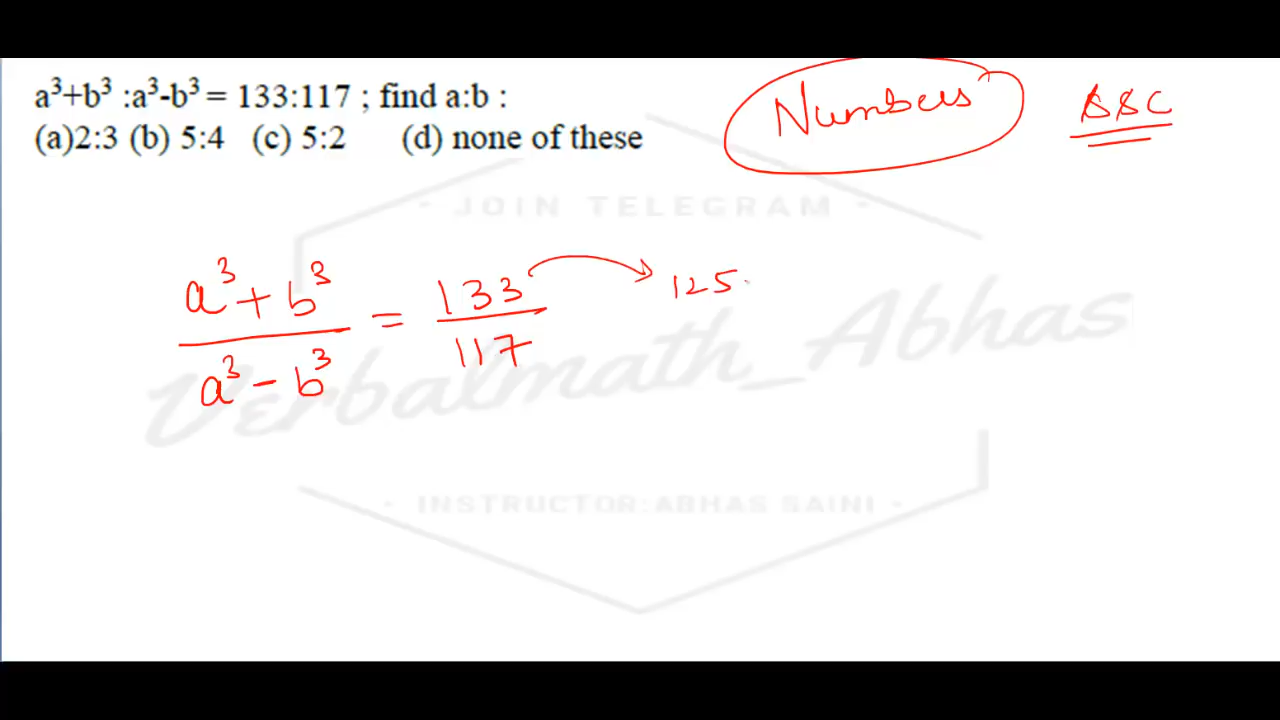 a³+b³ :a³-b³ = 133:117 ; find a:b :
(a)2:3 (b) 5:4 (c) 5:2 (d) none of these
Numbers
SSC
- JOIN TELEGRAM -
a³ + b³ / a³ - b³ = 133 / 117 → 125
Verbalmath_Abhas
- INSTRUCTOR:ABHAS SAINI -